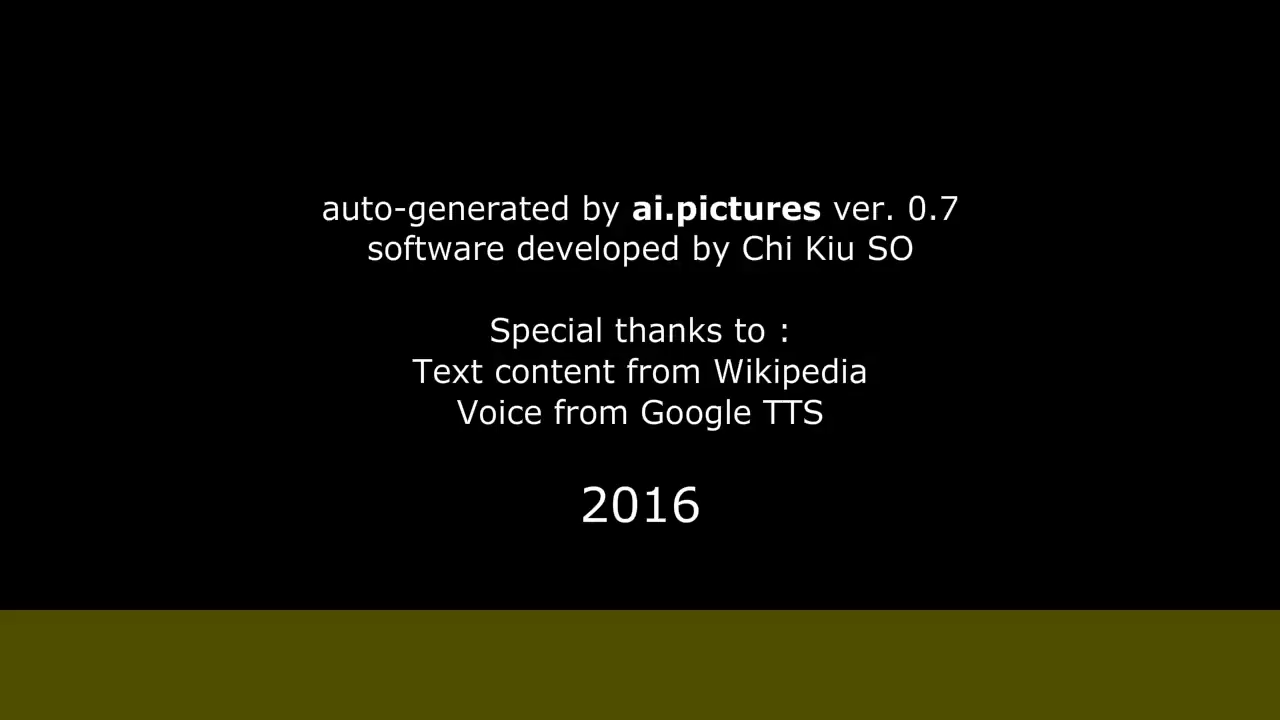 auto-generated by ai.pictures ver. 0.7
software developed by Chi Kiu SO
Special thanks to :
Text content from Wikipedia
Voice from Google TTS
2016